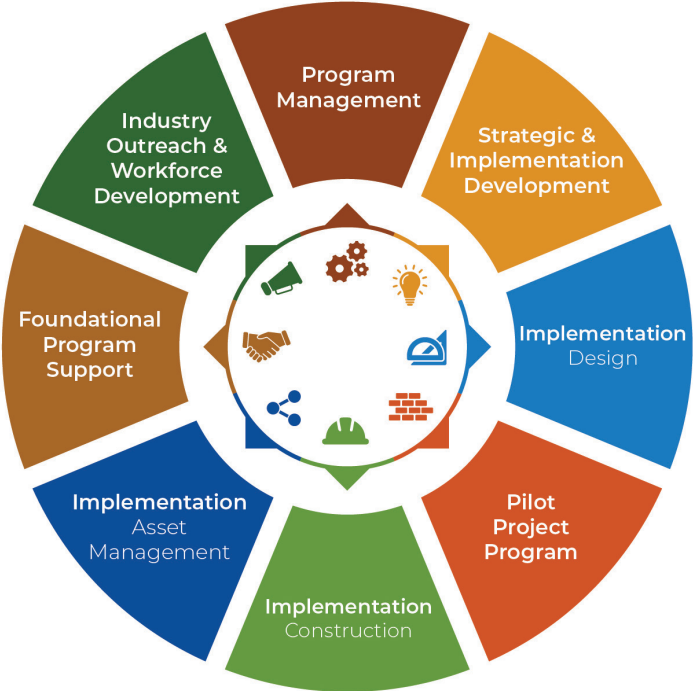 Program
Management
Strategic &
Implementation
Development
Implementation
Design
Pilot
Project
Program
Implementation
Construction
Implementation
Asset
Management
Foundational
Program
Support
Industry
Outreach &
Workforce
Development